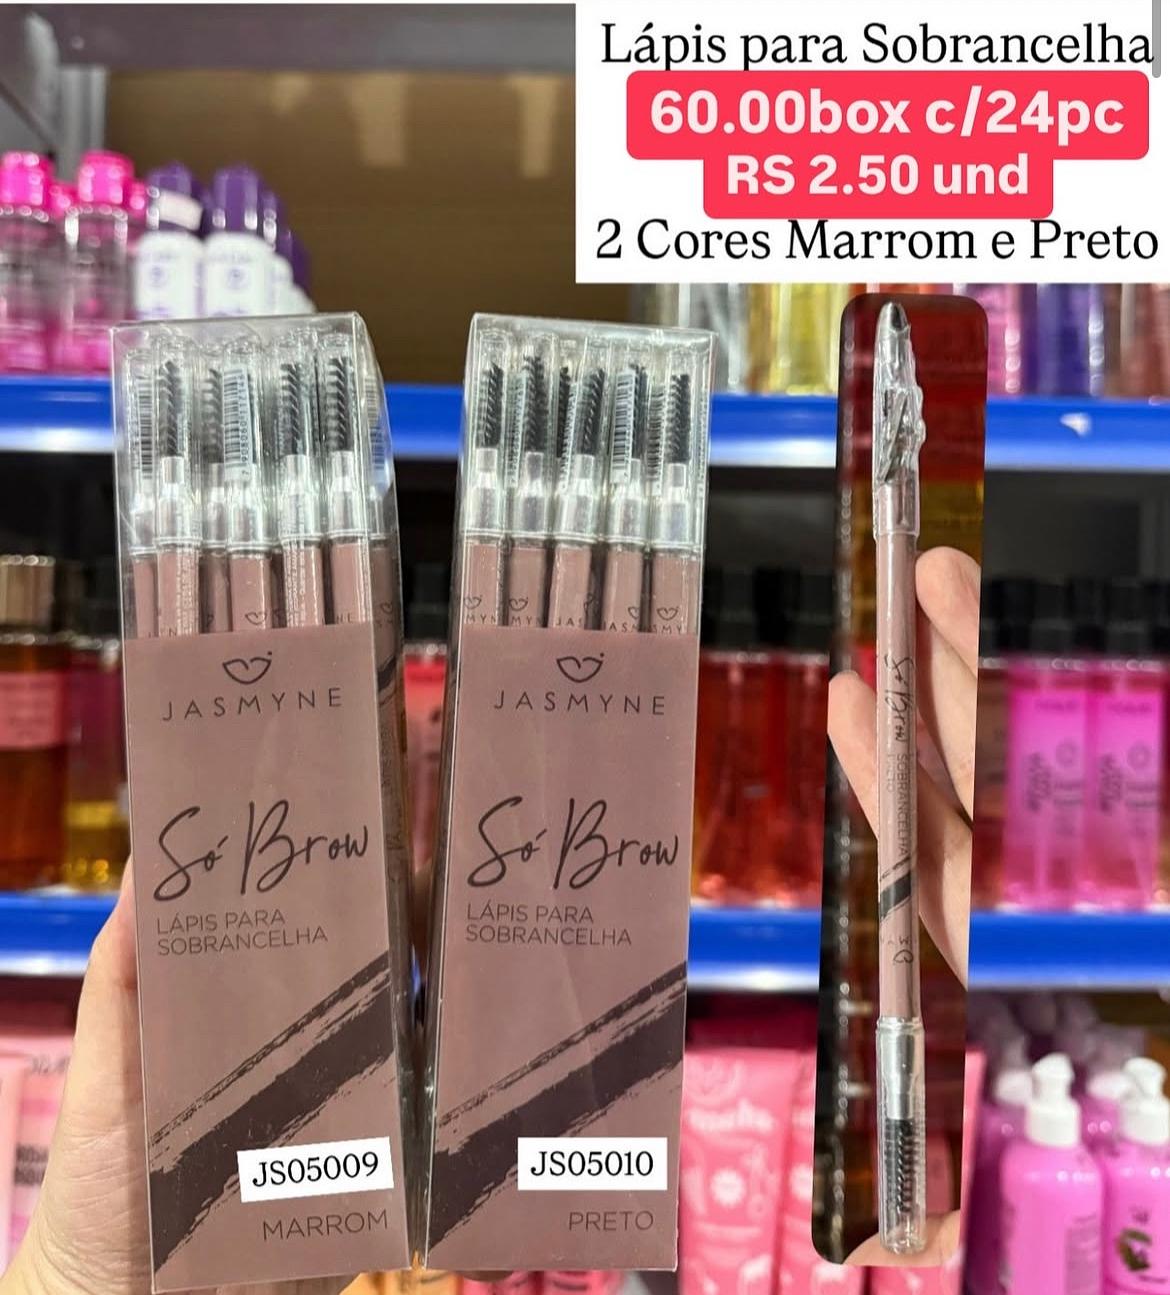 Lápis para Sobrancelha
60.00box c/24pc
RS 2.50 und
2 Cores Marrom e Preto
JASMYNE
Só Brow
LÁPIS PARA
SOBRANCELHA
JS05009
MARROM
JASMYNE
Só Brow
LÁPIS PARA
SOBRANCELHA
JS05010
PRETO
Só Brow
SOBRANCELHA
PRETO